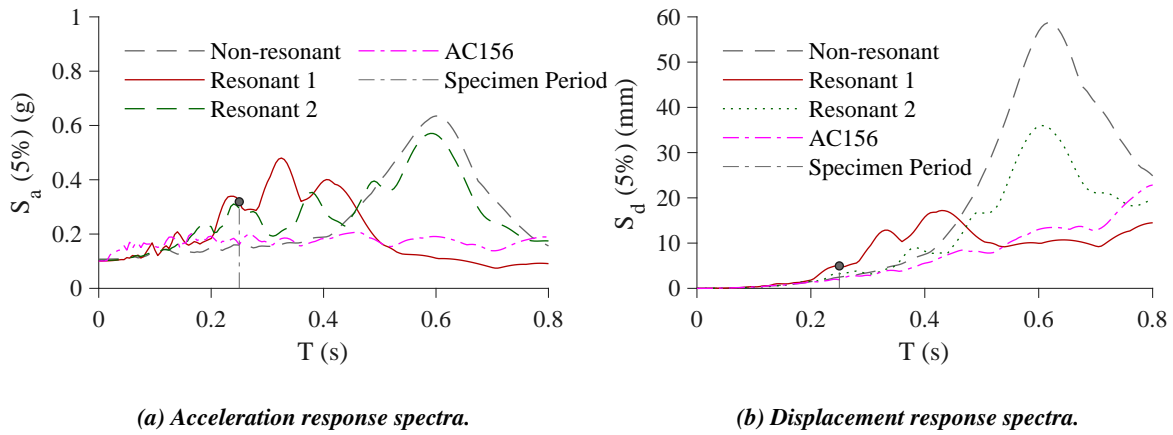 1
0.8
0.6
0.4
0.2
0
S_a (5%) (g)
Non-resonant
Resonant 1
Resonant 2
AC156
Specimen Period
0 0.2 0.4 0.6 0.8
T (s)
(a) Acceleration response spectra.
60
50
40
30
20
10
0
S_d (5%) (mm)
Non-resonant
Resonant 1
Resonant 2
AC156
Specimen Period
0 0.2 0.4 0.6 0.8
T (s)
(b) Displacement response spectra.